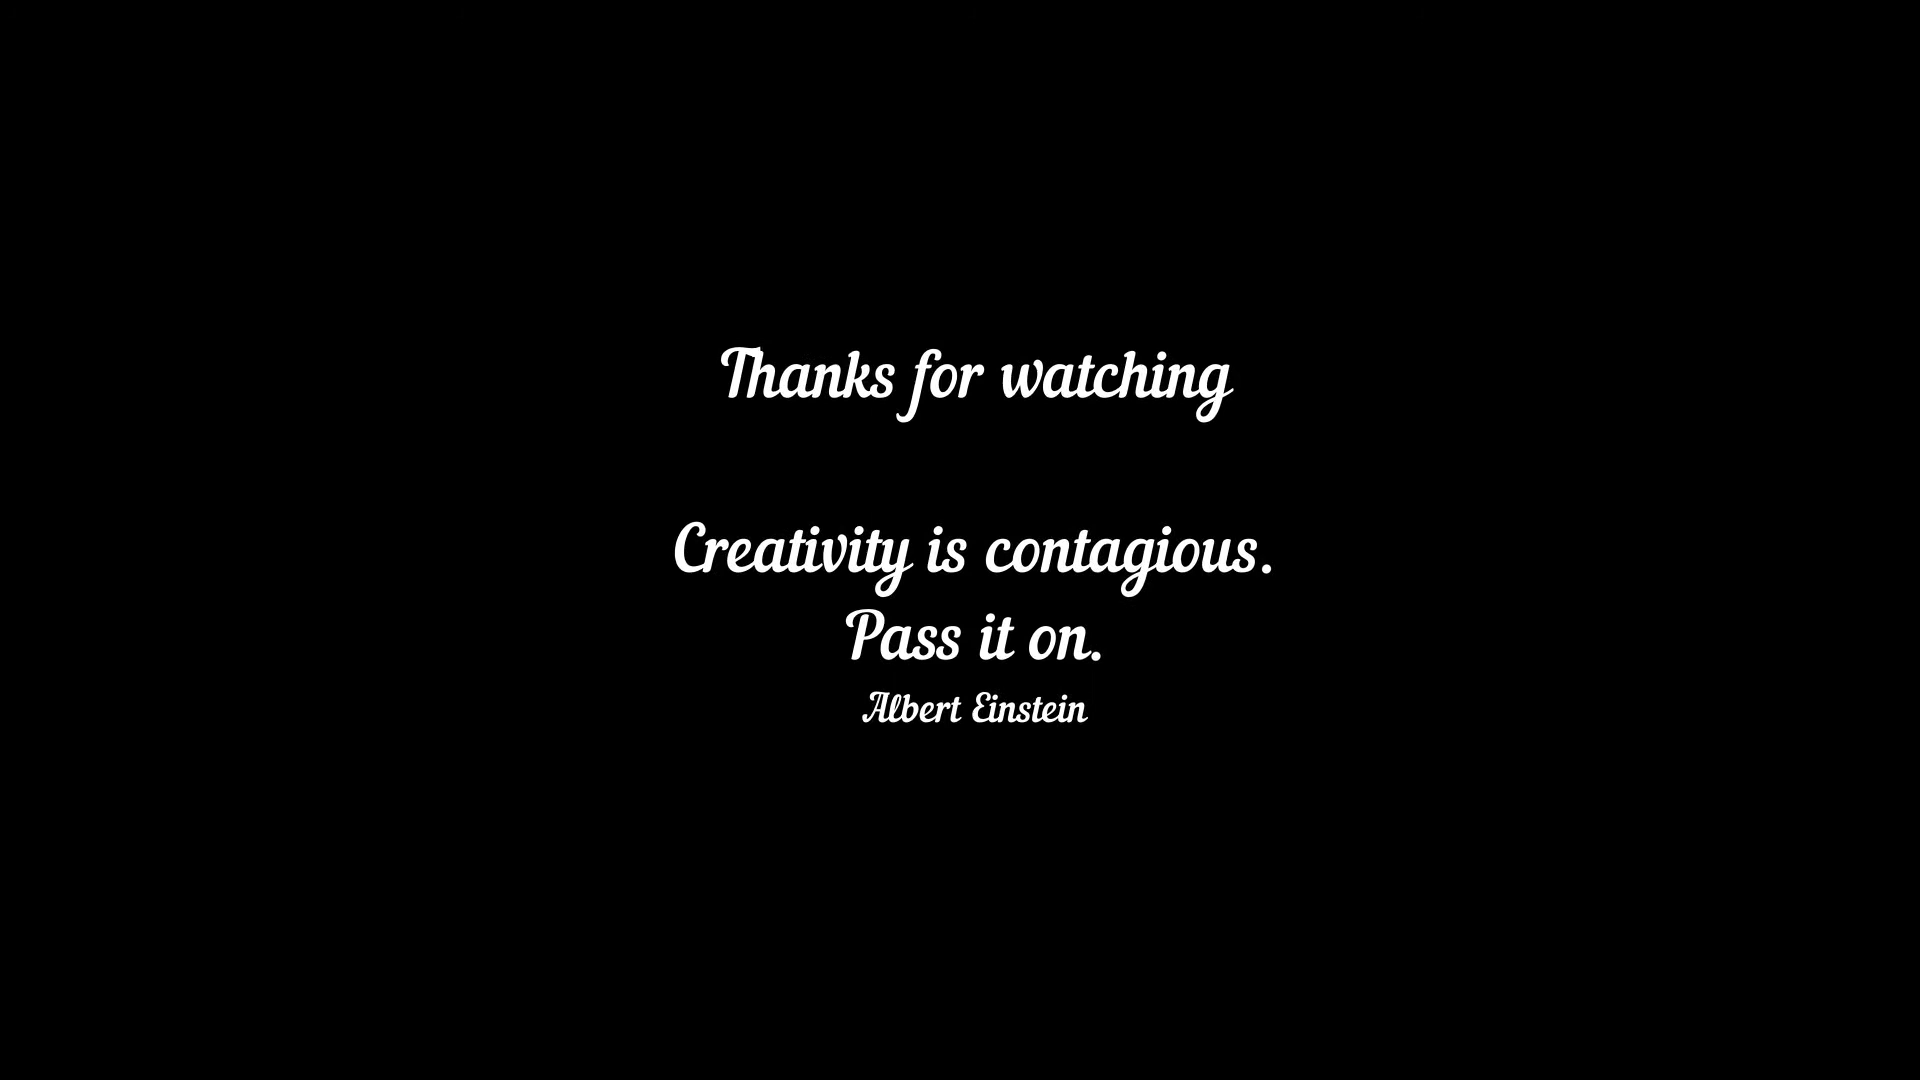 Thanks for watching
Creativity is contagious.
Pass it on.
Albert Einstein